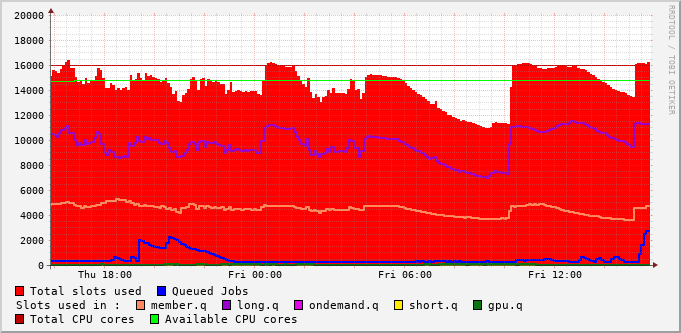 20000
18000
16000
14000
12000
10000
8000
6000
4000
2000
0
Thu 18:00 Fri 00:00 Fri 06:00 Fri 12:00
RRDTOOL / TOBI OETIKER
Total slots used Queued Jobs
Slots used in : member.q long.q ondemand.q short.q gpu.q
Total CPU cores Available CPU cores